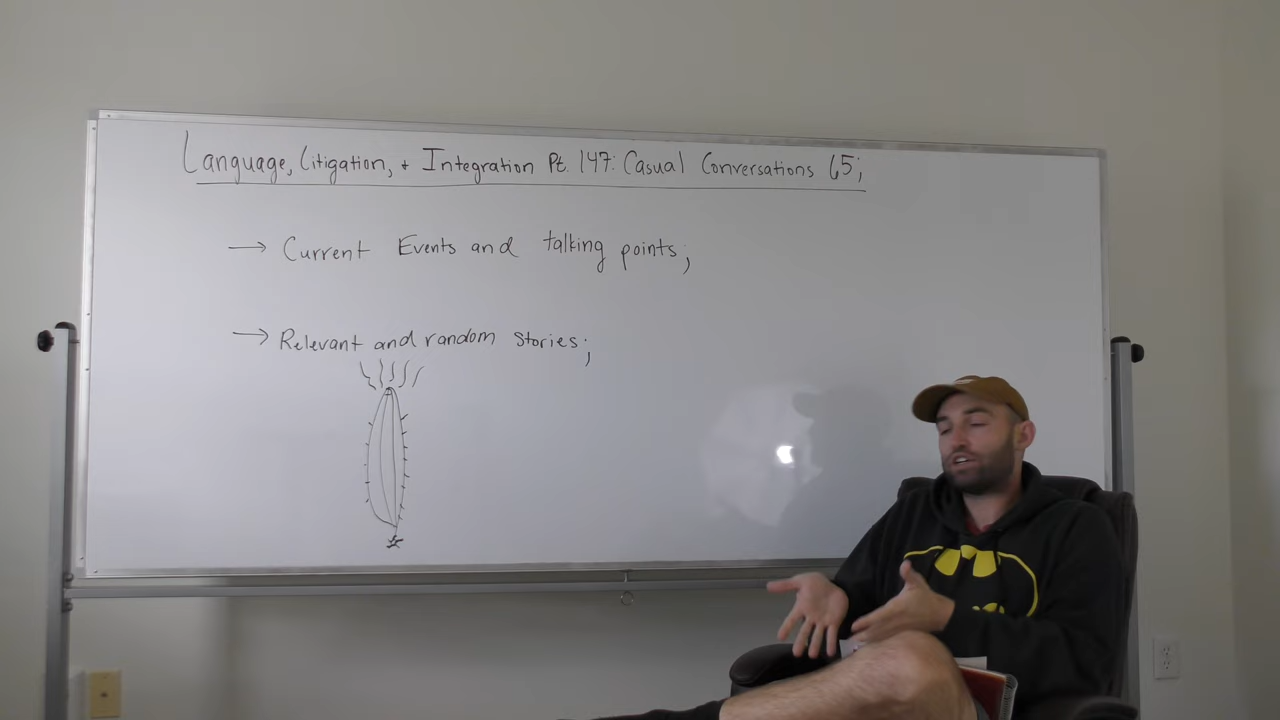 Language, Litigation, + Integration Pt. 147: Casual Conversations 65;
→ Current Events and talking points;
→ Relevant and random stories;